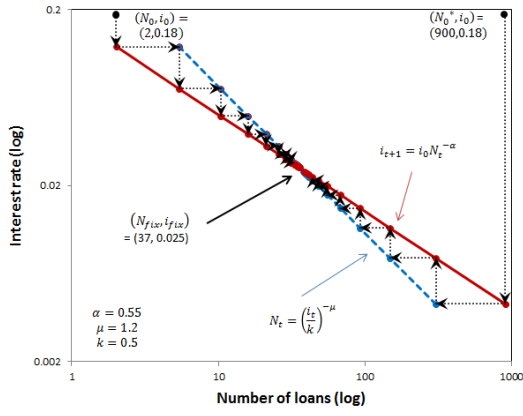 0.2
(N₀, i₀) =
(2,0.18)
(N₀*, i₀) =
(900,0.18)
Interest rate (log)
0.02
iₜ₊₁ = i₀Nₜ^−α
(N_fix, i_fix)
= (37, 0.025)
α = 0.55
μ = 1.2
k = 0.5
Nₜ = (iₜ/k)^−μ
0.002
1
10
100
1000
Number of loans (log)